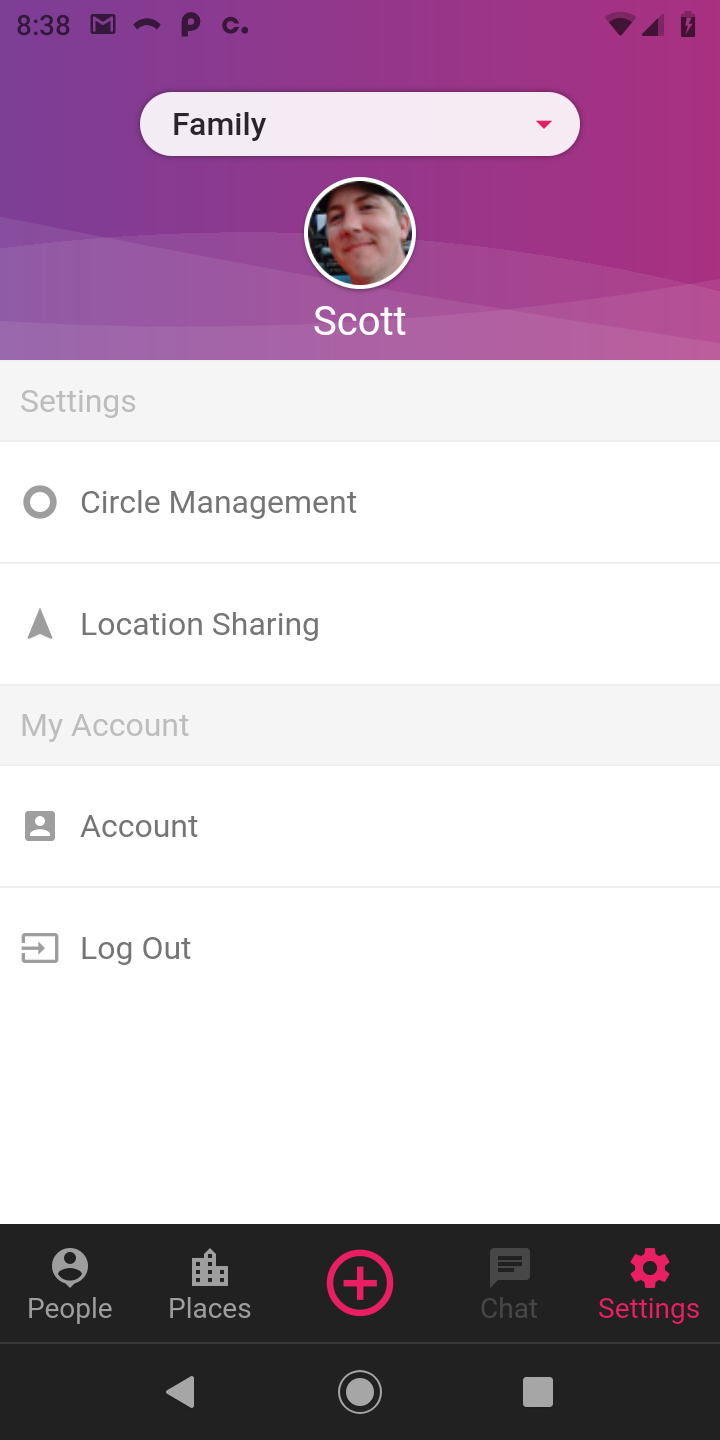 8:38
Family
Scott
Settings
Circle Management
Location Sharing
My Account
Account
Log Out
People Places Chat Settings